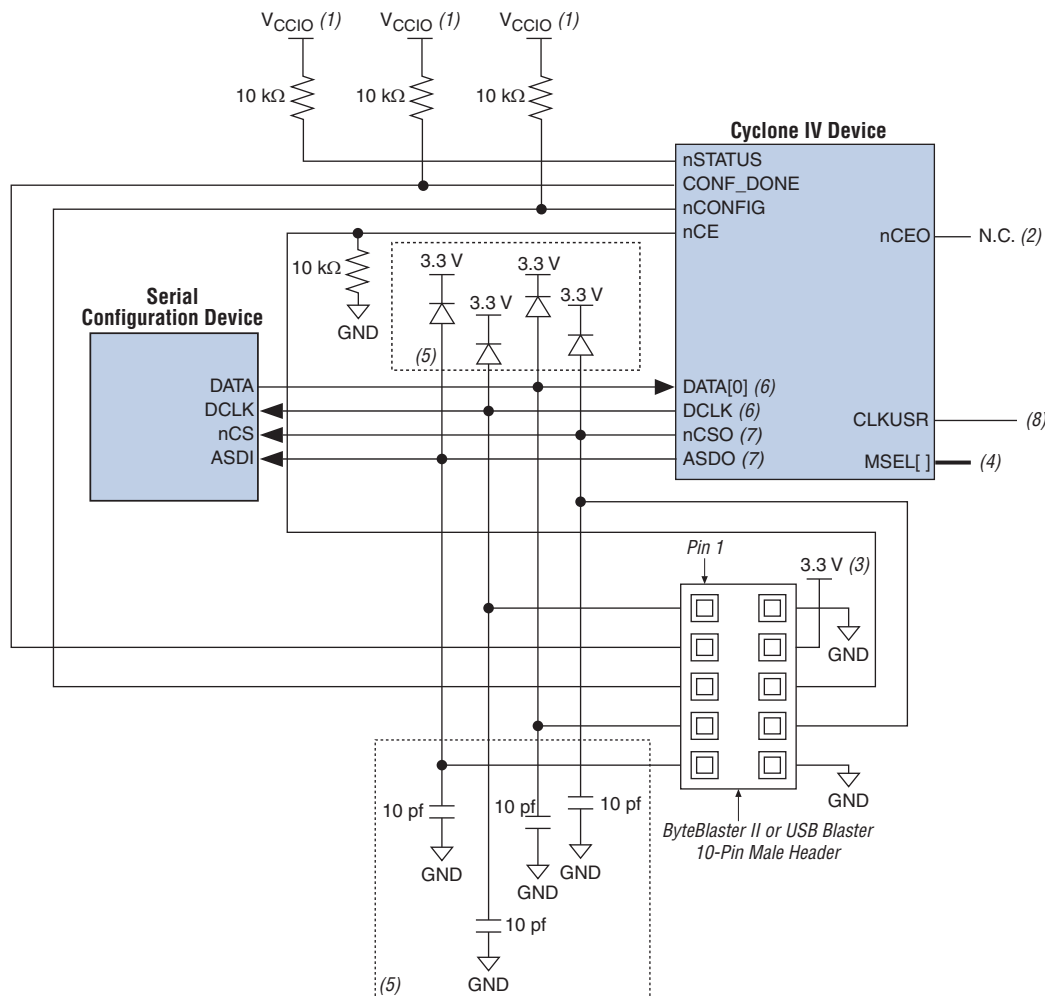 VCCIO (1) VCCIO (1) VCCIO (1)
10 kΩ 10 kΩ 10 kΩ
Cyclone IV Device
nSTATUS
CONF_DONE
nCONFIG
nCE
nCEO N.C. (2)
10 kΩ
GND
3.3 V 3.3 V
3.3 V 3.3 V
(5)
Serial
Configuration Device
DATA
DCLK
nCS
ASDI
DATA[0] (6)
DCLK (6)
nCSO (7)
ASDO (7)
CLKUSR (8)
MSEL[ ] (4)
Pin 1
3.3 V (3)
GND
GND
10 pf 10 pf 10 pf
GND GND GND
10 pf
GND
(5)
ByteBlaster II or USB Blaster
10-Pin Male Header